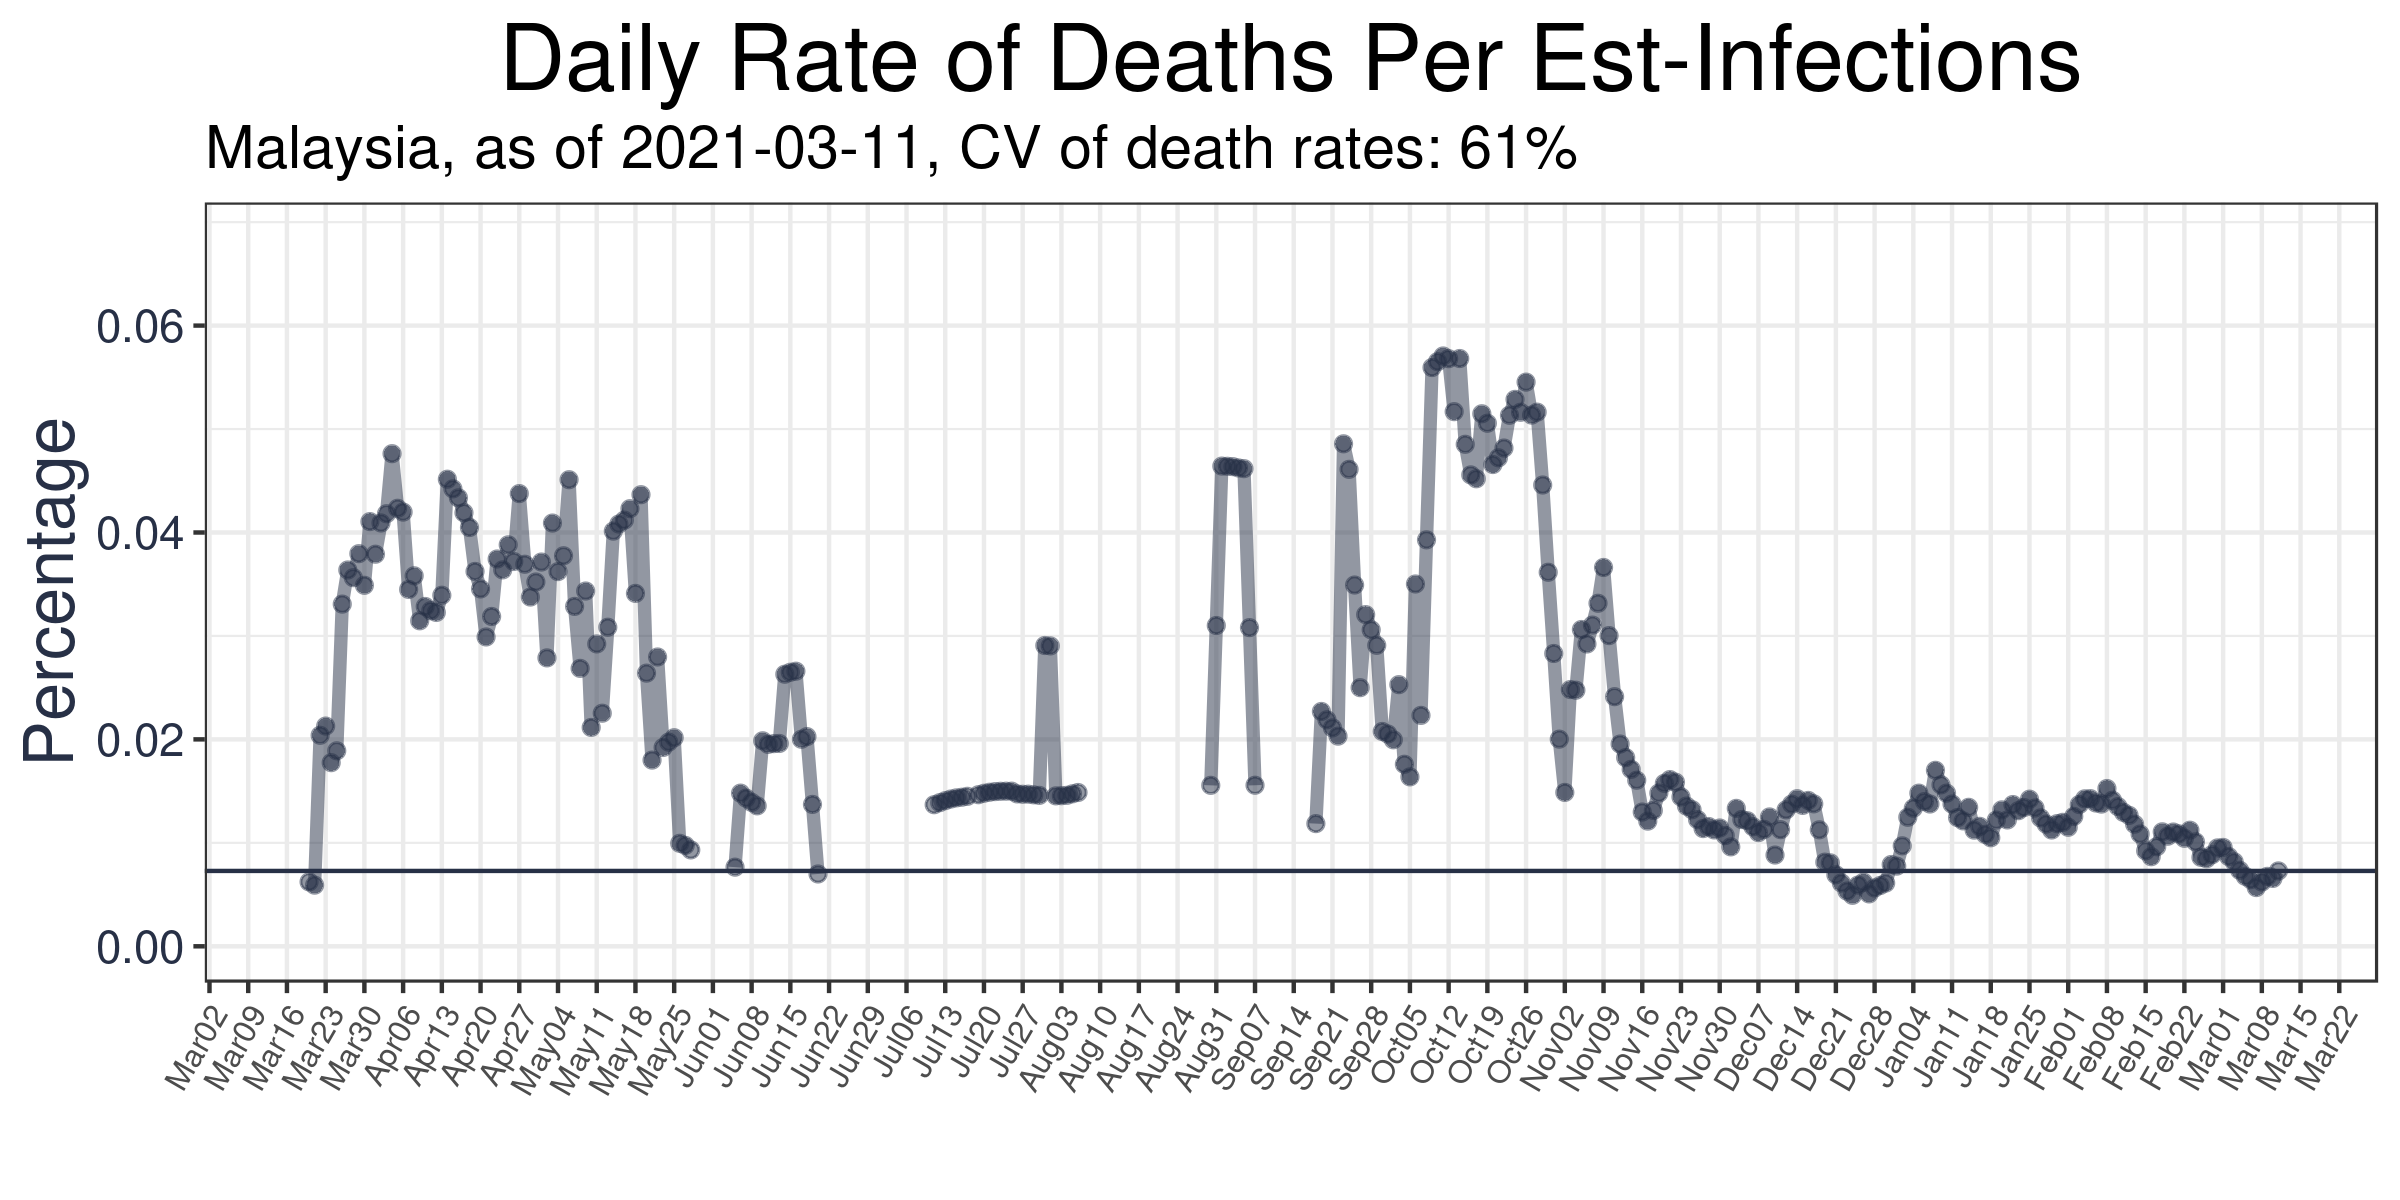 Daily Rate of Deaths Per Est-Infections
Malaysia, as of 2021-03-11, CV of death rates: 61%
Percentage
0.06
0.04
0.02
0.00
Mar02
Mar09
Mar16
Mar23
Mar30
Apr06
Apr13
Apr20
Apr27
May04
May11
May18
May25
Jun01
Jun08
Jun15
Jun22
Jun29
Jul06
Jul13
Jul20
Jul27
Aug03
Aug10
Aug17
Aug24
Aug31
Sep07
Sep14
Sep21
Sep28
Oct05
Oct12
Oct19
Oct26
Nov02
Nov09
Nov16
Nov23
Nov30
Dec07
Dec14
Dec21
Dec28
Jan04
Jan11
Jan18
Jan25
Feb01
Feb08
Feb15
Feb22
Mar01
Mar08
Mar15
Mar22